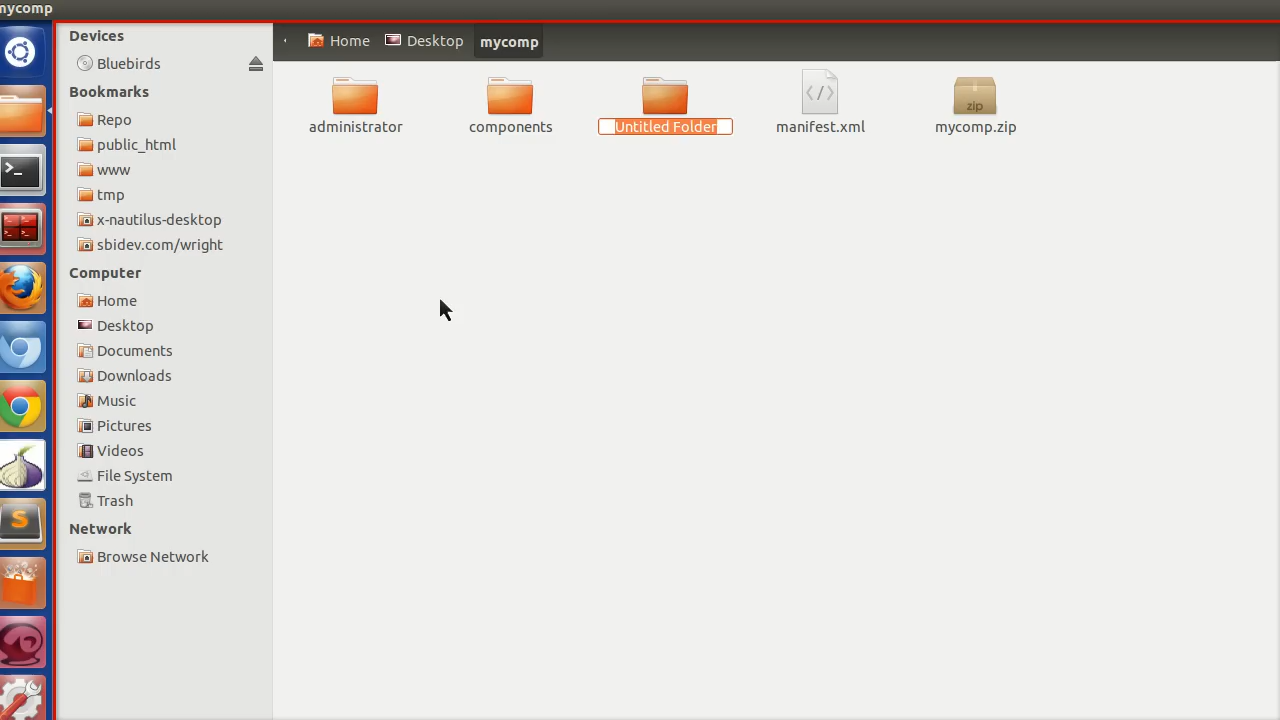 mycomp
Devices
Bluebirds
Bookmarks
Repo
public_html
www
tmp
x-nautilus-desktop
sbidev.com/wright
Computer
Home
Desktop
Documents
Downloads
Music
Pictures
Videos
File System
Trash
Network
Browse Network
Home Desktop mycomp
administrator components Untitled Folder manifest.xml mycomp.zip